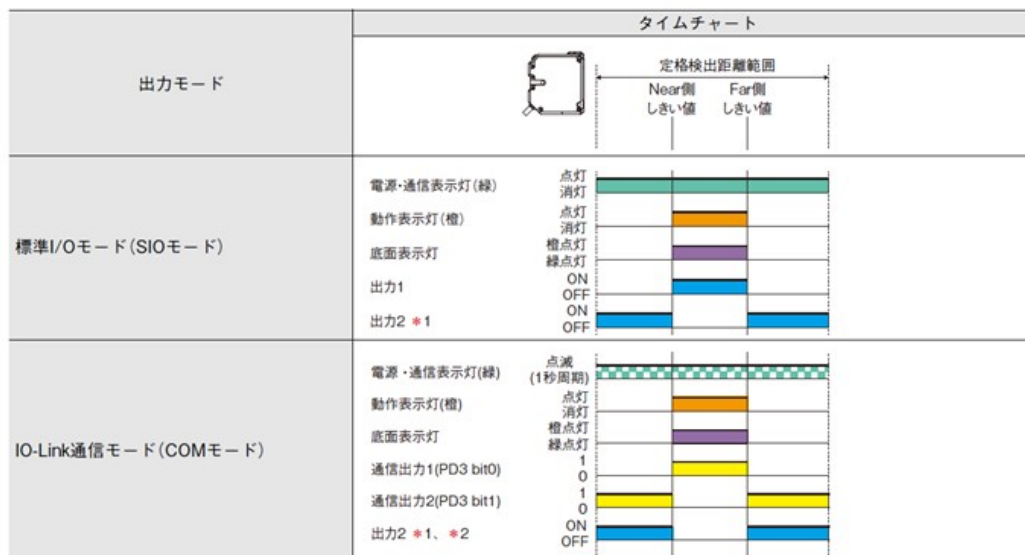 タイムチャート
出力モード
定格検出距離範囲
Near側 Far側
しきい値 しきい値
標準I/Oモード(SIOモード)
電源・通信表示灯(緑) 点灯
消灯
動作表示灯(橙) 点灯
消灯
底面表示灯 橙点灯
緑点灯
出力1 ON
OFF
出力2 *1 ON
OFF
IO-Link通信モード(COMモード)
電源・通信表示灯(緑) 点滅
(1秒周期)
動作表示灯(橙) 点灯
消灯
底面表示灯 橙点灯
緑点灯
通信出力1(PD3 bit0) 1
0
通信出力2(PD3 bit1) 1
0
出力2 *1、*2 ON
OFF